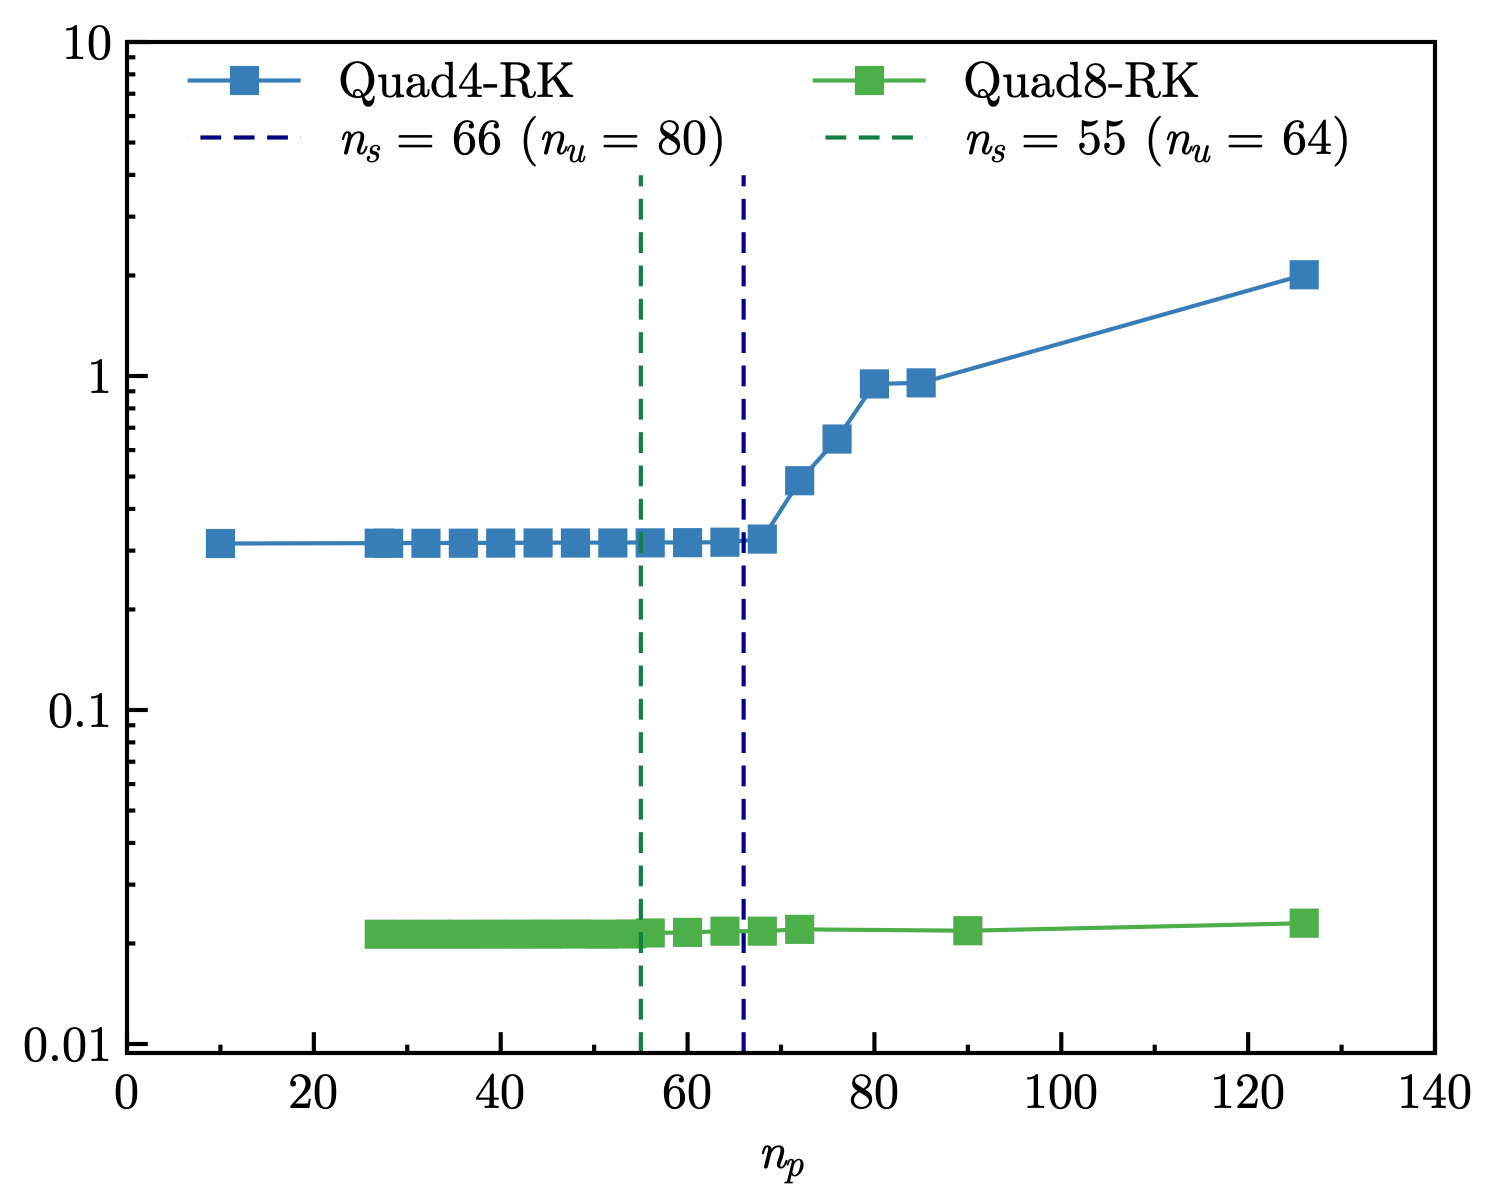 10
Quad4-RK Quad8-RK
n_s = 66 (n_u = 80) n_s = 55 (n_u = 64)
1
0.1
0.01
0 20 40 60 80 100 120 140
n_p